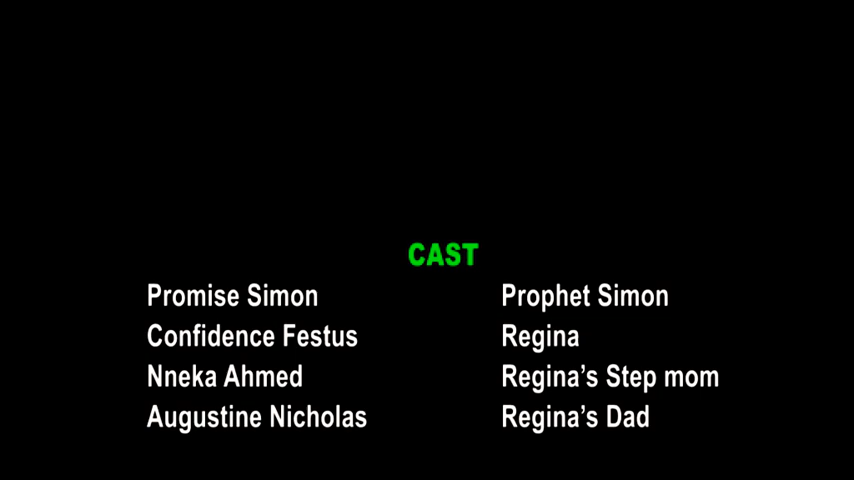 CAST
Promise Simon Prophet Simon
Confidence Festus Regina
Nneka Ahmed Regina’s Step mom
Augustine Nicholas Regina’s Dad